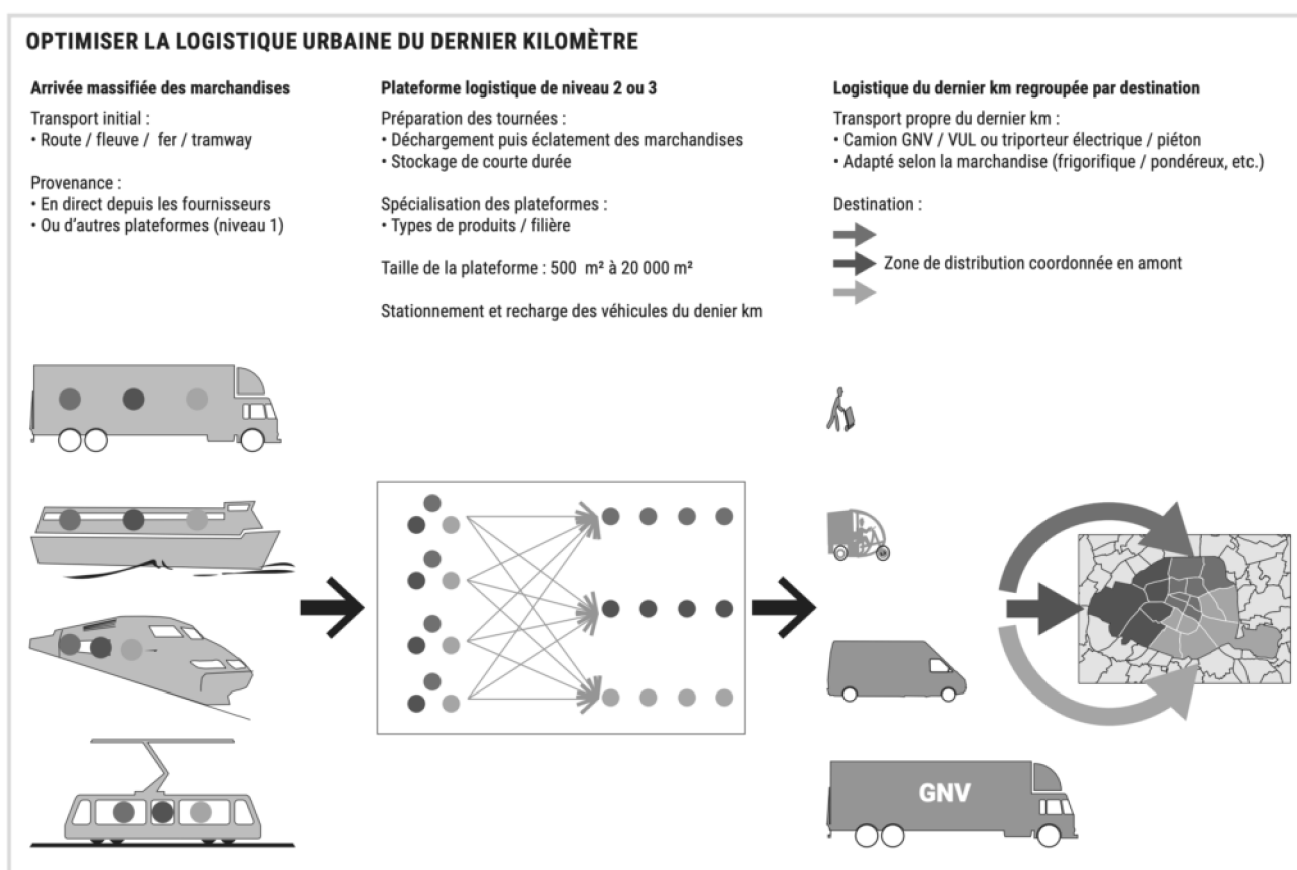 OPTIMISER LA LOGISTIQUE URBAINE DU DERNIER KILOMÈTRE
Arrivée massifiée des marchandises
Transport initial :
• Route / fleuve / fer / tramway
Provenance :
• En direct depuis les fournisseurs
• Ou d'autres plateformes (niveau 1)
Plateforme logistique de niveau 2 ou 3
Préparation des tournées :
• Déchargement puis éclatement des marchandises
• Stockage de courte durée
Spécialisation des plateformes :
• Types de produits / filière
Taille de la plateforme : 500 m² à 20 000 m²
Stationnement et recharge des véhicules du denier km
Logistique du dernier km regroupée par destination
Transport propre du dernier km :
• Camion GNV / VUL ou triporteur électrique / piéton
• Adapté selon la marchandise (frigorifique / pondéreux, etc.)
Destination :
Zone de distribution coordonnée en amont
GNV